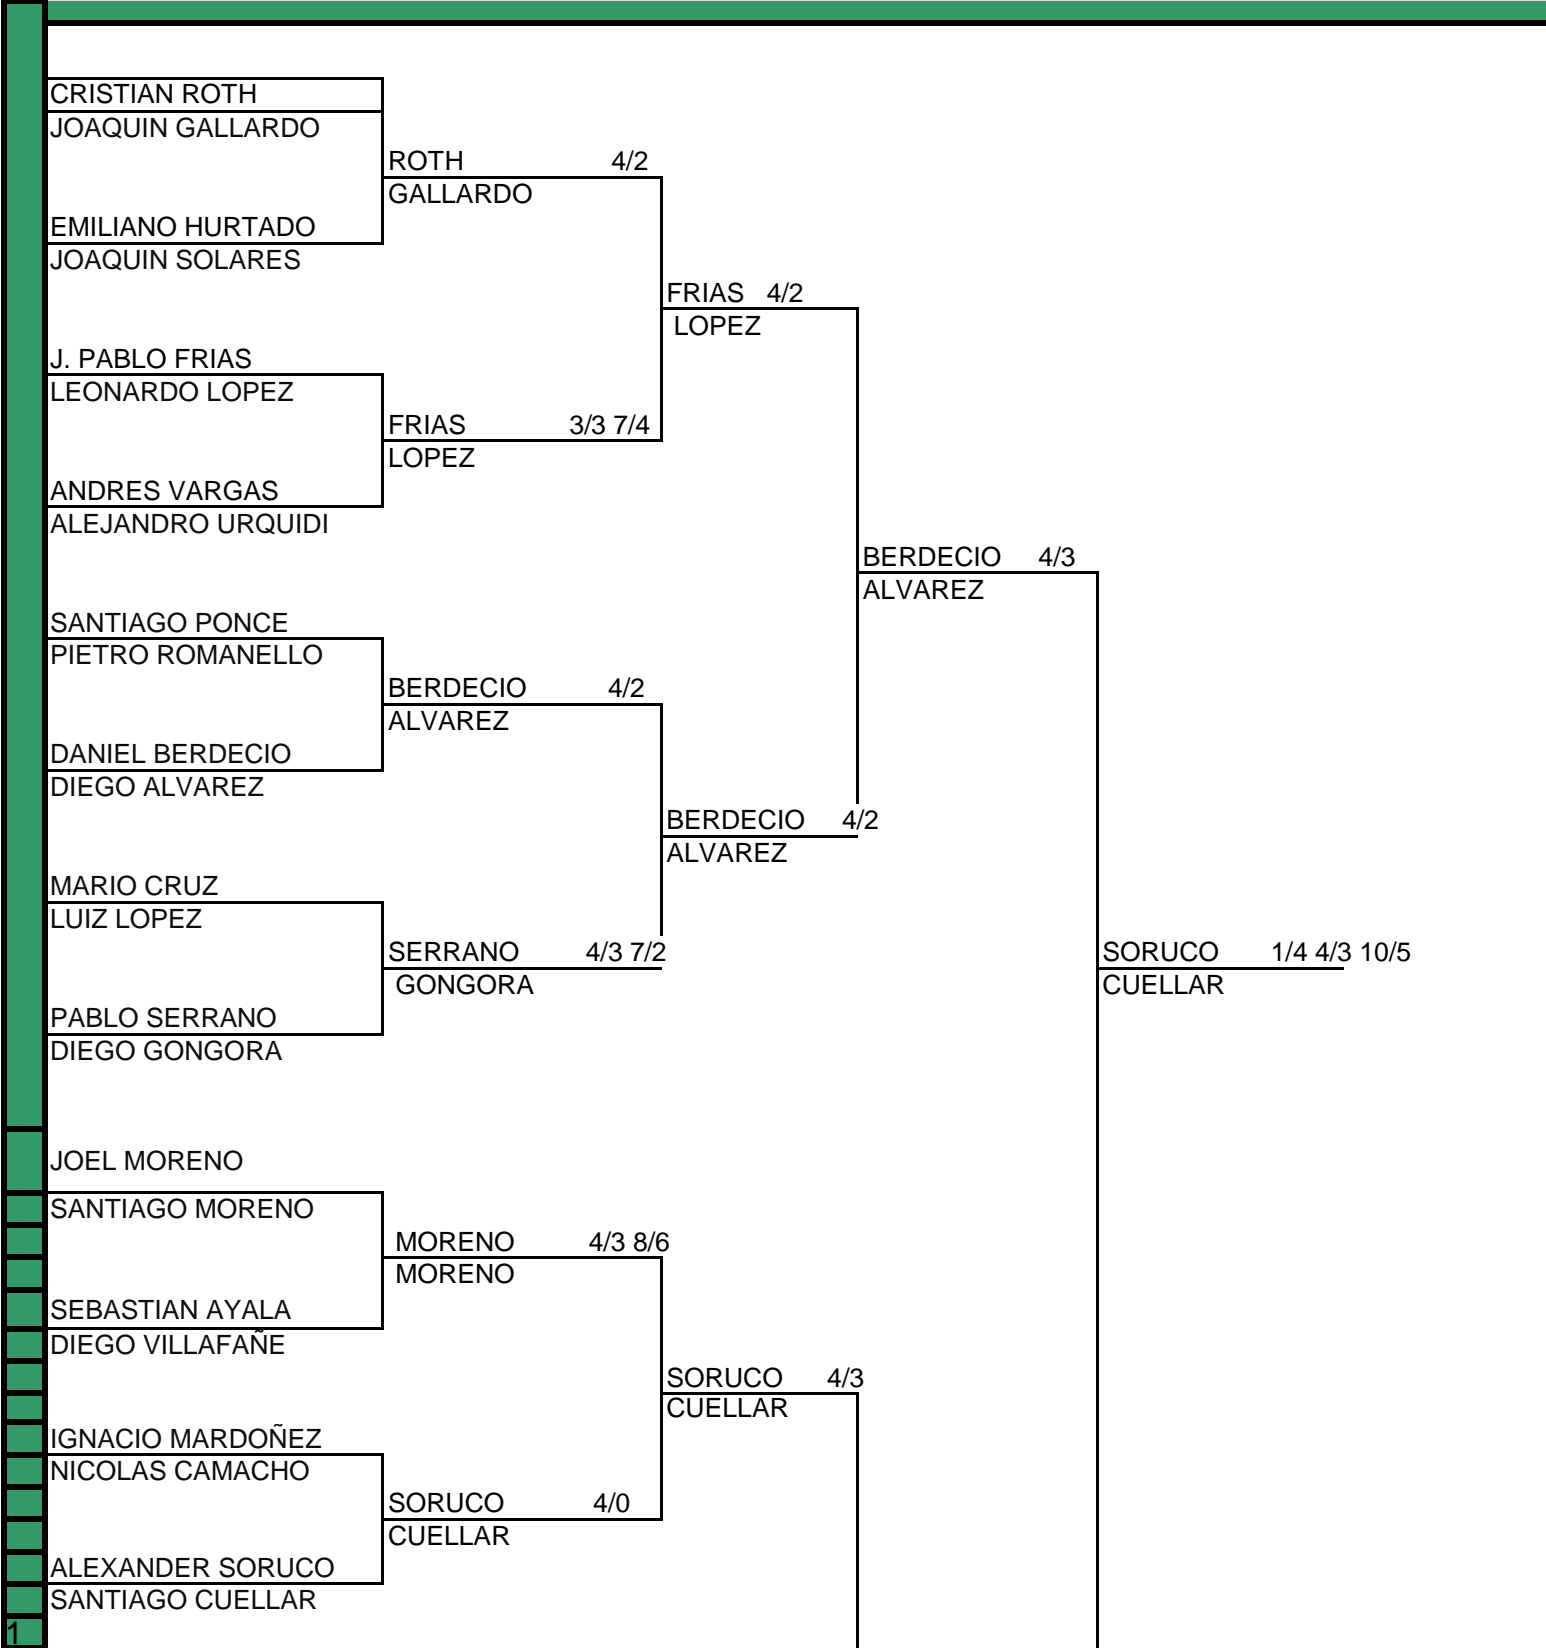 CRISTIAN ROTH
JOAQUIN GALLARDO
ROTH 4/2
GALLARDO
EMILIANO HURTADO
JOAQUIN SOLARES
FRIAS 4/2
LOPEZ
J. PABLO FRIAS
LEONARDO LOPEZ
FRIAS 3/3 7/4
LOPEZ
ANDRES VARGAS
ALEJANDRO URQUIDI
BERDECIO 4/3
ALVAREZ
SANTIAGO PONCE
PIETRO ROMANELLO
BERDECIO 4/2
ALVAREZ
DANIEL BERDECIO
DIEGO ALVAREZ
BERDECIO 4/2
ALVAREZ
MARIO CRUZ
LUIZ LOPEZ
SERRANO 4/3 7/2
GONGORA
SORUCO 1/4 4/3 10/5
CUELLAR
PABLO SERRANO
DIEGO GONGORA
JOEL MORENO
SANTIAGO MORENO
MORENO 4/3 8/6
MORENO
SEBASTIAN AYALA
DIEGO VILLAFAÑE
SORUCO 4/3
CUELLAR
IGNACIO MARDOÑEZ
NICOLAS CAMACHO
SORUCO 4/0
CUELLAR
ALEXANDER SORUCO
SANTIAGO CUELLAR
1